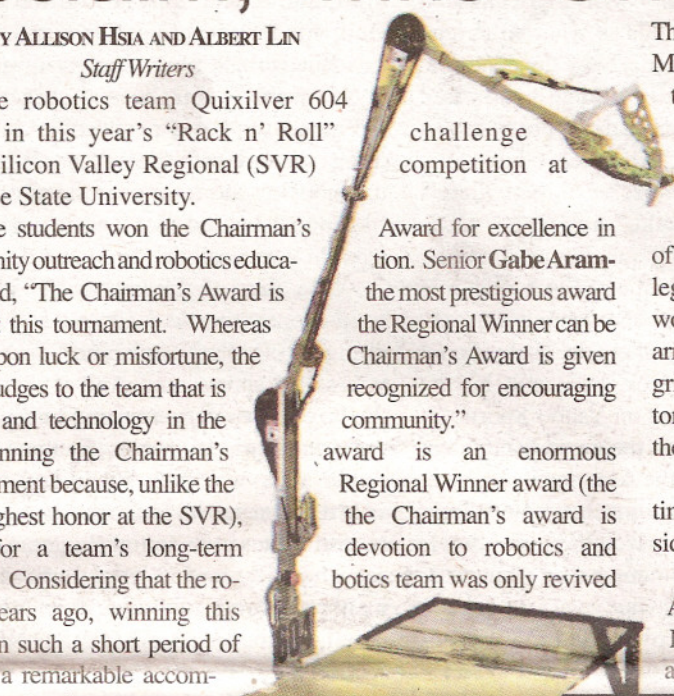 Y ALLISON HSIA AND ALBERT LIN
Staff Writers
e robotics team Quixilver 604
in this year's “Rack n' Roll” challenge
ilicon Valley Regional (SVR) competition at
e State University.
e students won the Chairman's Award for excellence in
nity outreach and robotics educa- tion. Senior Gabe Aram-
d, “The Chairman's Award is the most prestigious award
t this tournament. Whereas the Regional Winner can be
pon luck or misfortune, the Chairman's Award is given
udges to the team that is recognized for encouraging
and technology in the community.”
nning the Chairman's award is an enormous
ment because, unlike the Regional Winner award (the
ghest honor at the SVR), the Chairman's award is
for a team's long-term devotion to robotics and
Considering that the ro- botics team was only revived
ears ago, winning this
n such a short period of
a remarkable accom-
604
Th
M
t
of
leg
wo
arr
gri
tor
the
tin
sid
A